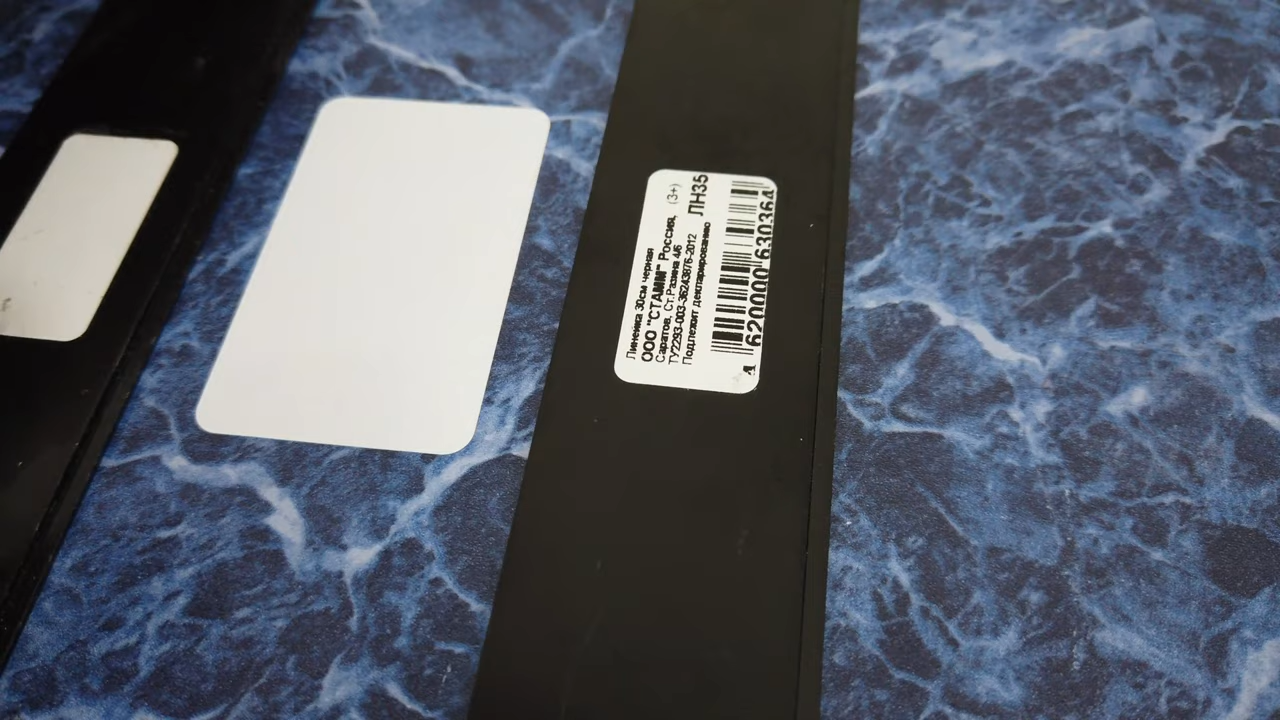 Линейка 30см черная
ООО "СТАММ" Россия, (3+)
Саратов, Ст.Разина 4/6
ТУ2293-003-36243876-2012 ЛН35
Подлежит декларированию
4 620000 630364